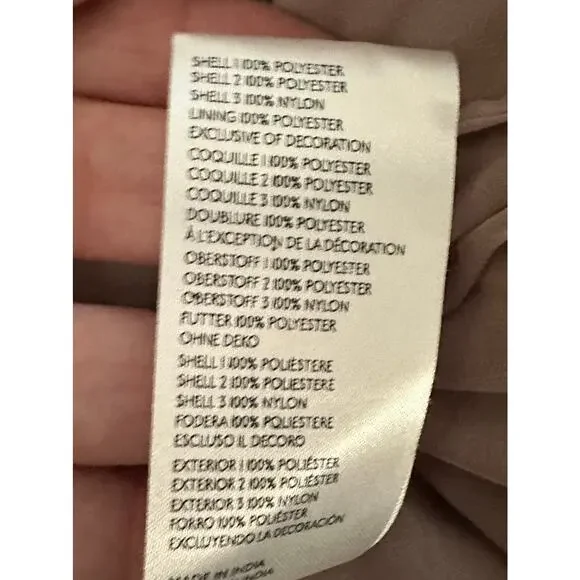 SHELL 1 100% POLYESTER
SHELL 2 100% POLYESTER
SHELL 3 100% NYLON
LINING 100% POLYESTER
EXCLUSIVE OF DECORATION
COQUILLE 1 100% POLYESTER
COQUILLE 2 100% POLYESTER
COQUILLE 3 100% NYLON
DOUBLURE 100% POLYESTER
À L'EXCEPTION DE LA DÉCORATION
OBERSTOFF 1 100% POLYESTER
OBERSTOFF 2 100% POLYESTER
OBERSTOFF 3 100% NYLON
FUTTER 100% POLYESTER
OHNE DEKO
SHELL 1 100% POLIESTERE
SHELL 2 100% POLIESTERE
SHELL 3 100% NYLON
FODERA 100% POLIESTERE
ESCLUSO IL DECORO
EXTERIOR 1 100% POLIÉSTER
EXTERIOR 2 100% POLIÉSTER
EXTERIOR 3 100% NYLON
FORRO 100% POLIÉSTER
EXCLUYENDO LA DECORACIÓN
MADE IN INDIA
INDIA